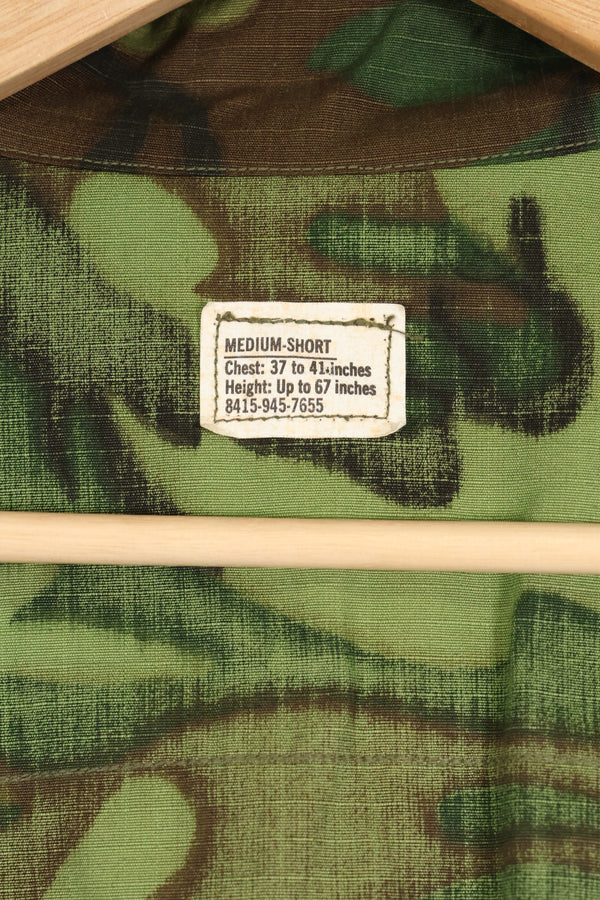 MEDIUM-SHORT
Chest: 37 to 41 inches
Height: Up to 67 inches
8415-945-7655